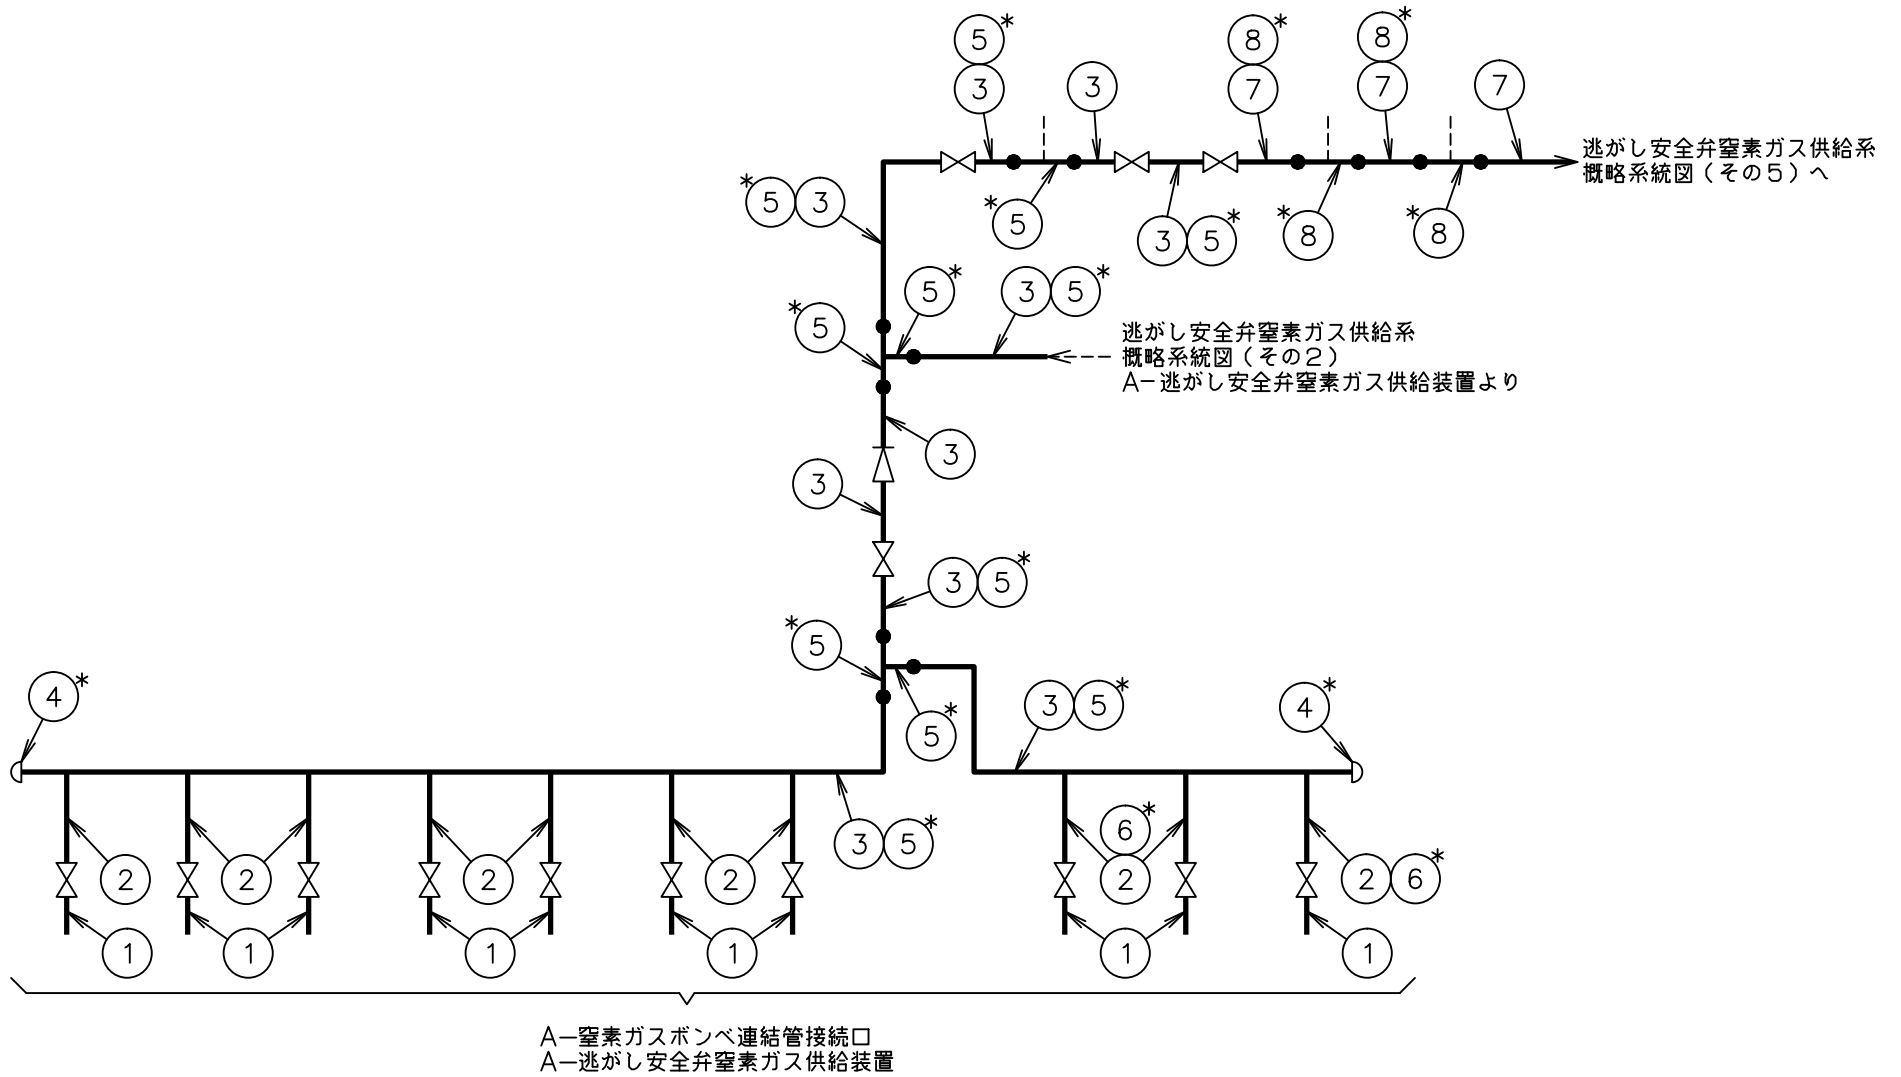 5* 8* 8*
3 3 7 7 7
逃がし安全弁窒素ガス供給系
概略系統図(その5)へ
*5 3
*5 3 5* *8 *8
5* 3 5*
*5
逃がし安全弁窒素ガス供給系
概略系統図(その2)
A-逃がし安全弁窒素ガス供給装置より
3
3
3 5*
*5
5*
4* 3 5* 4*
3 5*
6*
2 2 2 2 2 2 6*
1 1 1 1 1 1
A-窒素ガスボンベ連結管接続口
A-逃がし安全弁窒素ガス供給装置